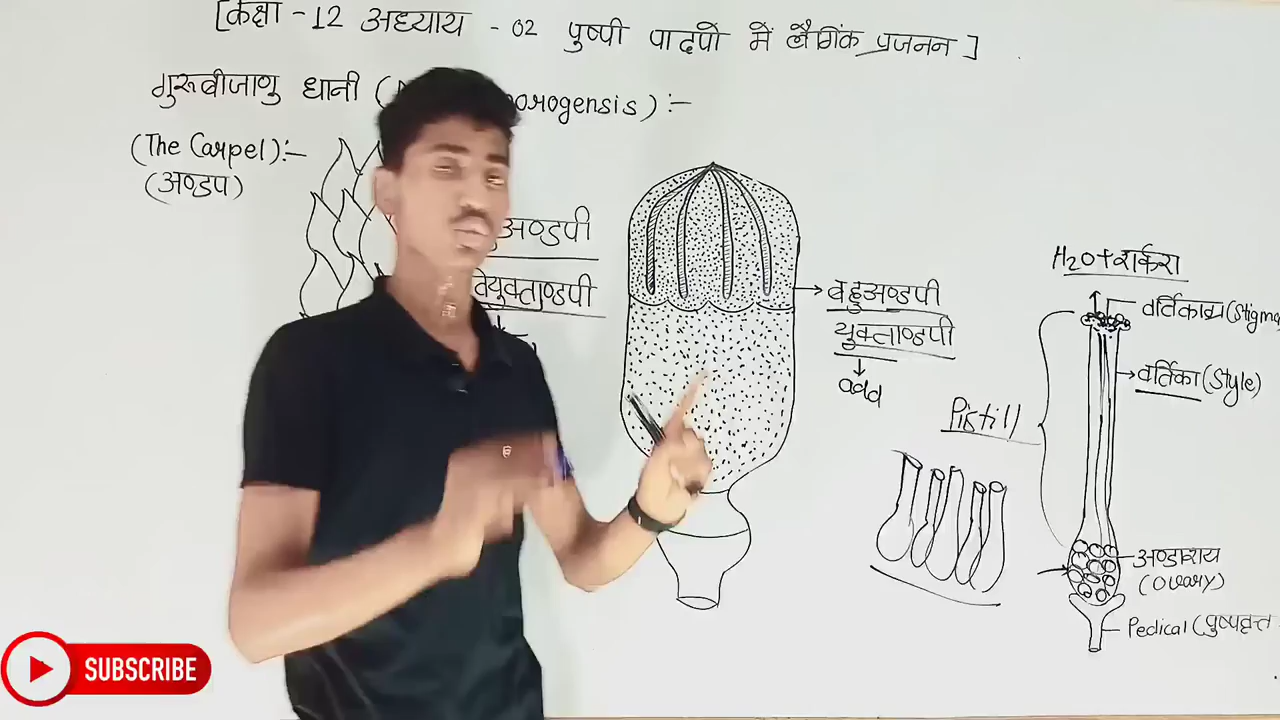 [कक्षा -12 अध्याय - 02 पुष्पी पादपो में लैगिंक प्रजनन]
गुरूबीजाणु धानी (
(The Carpel):-
(अण्डप)
अण्डपी
बहुअण्डपी
युक्ताण्डपी
H2O+शर्करा
वर्तिकाग्र (Stigma
वर्तिका (Style)
Pistill
अण्डाशय
(Ovary)
Pedical (पुष्पवृन्त
SUBSCRIBE